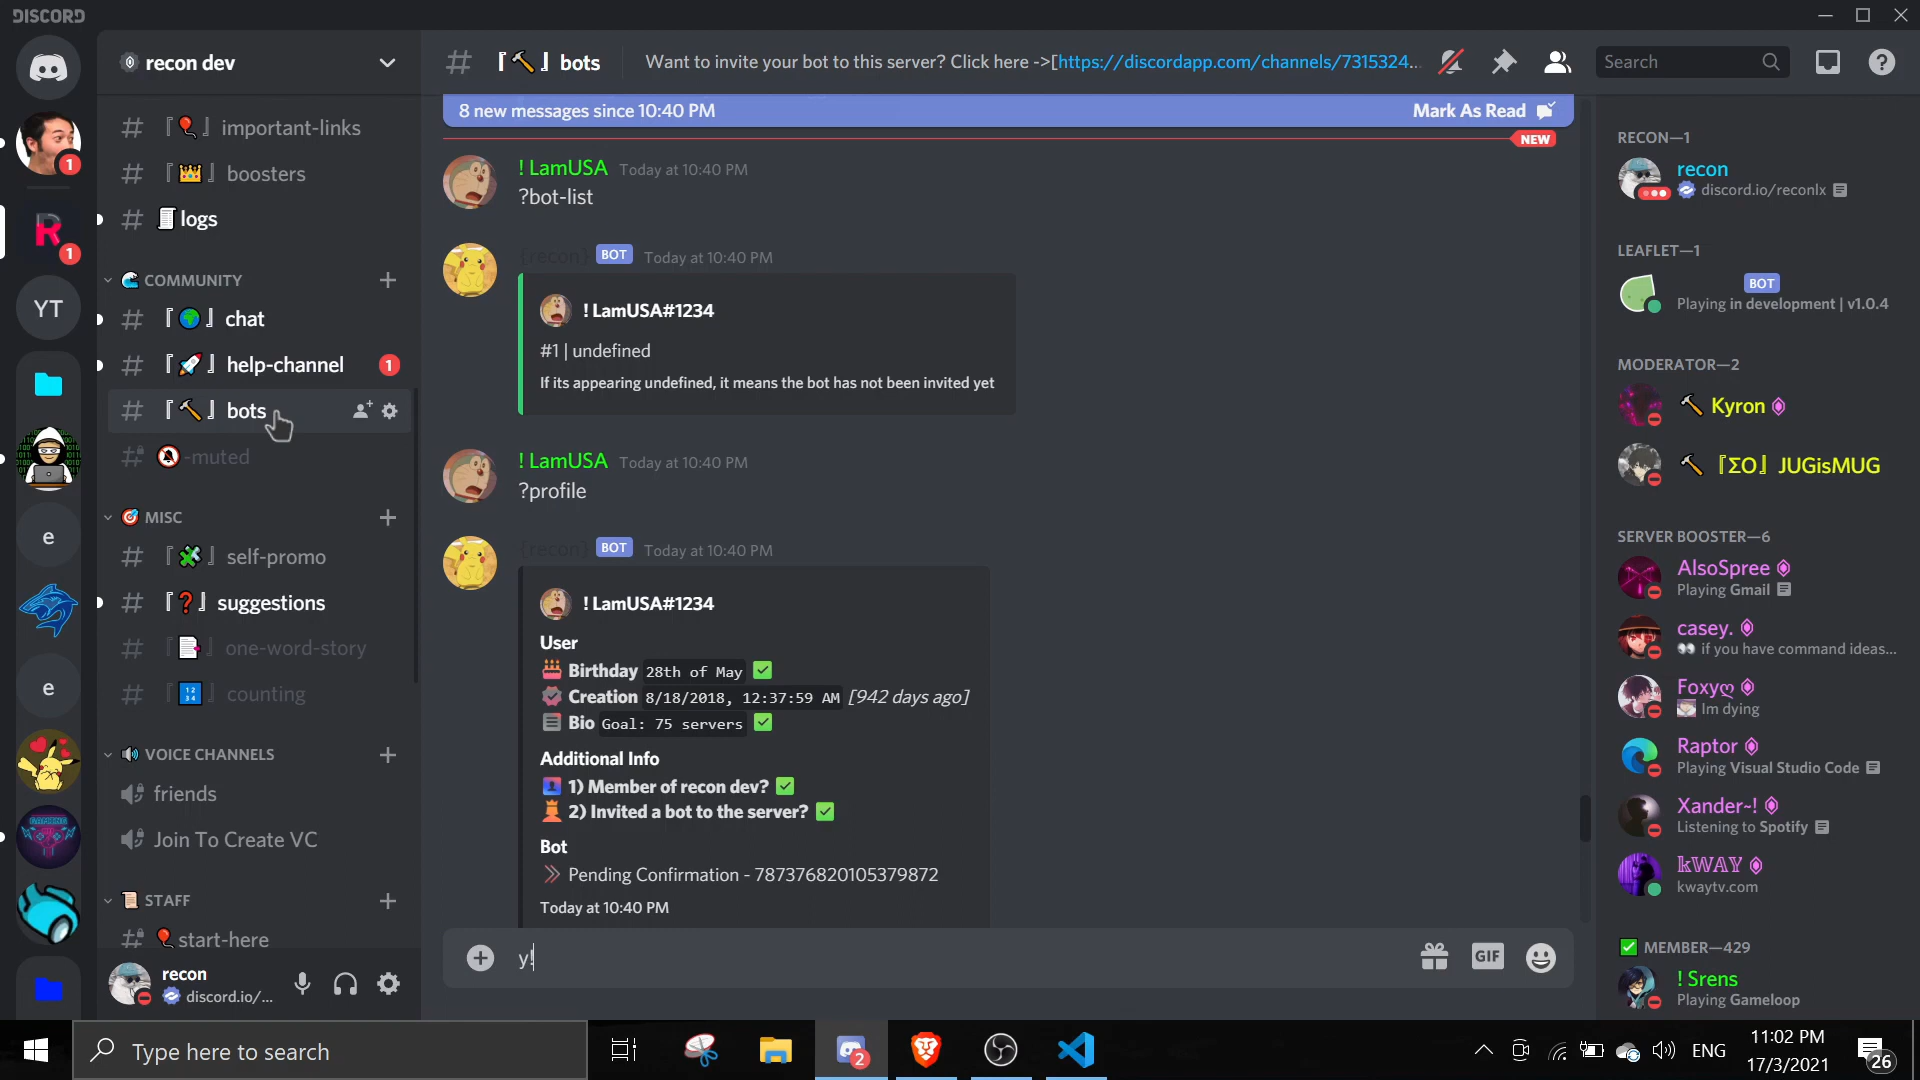 DISCORD
recon dev
『🎈』 important-links
『👑』 boosters
logs
COMMUNITY
『🌍』 chat
『🚀』 help-channel
1
『🔨』 bots
-muted
MISC
『🧩』 self-promo
『❓』 suggestions
『📑』 one-word-story
『🔢』 counting
VOICE CHANNELS
friends
Join To Create VC
STAFF
start-here
recon
discord.io/...
1
R
1
YT
e
e
『🔨』 bots
Want to invite your bot to this server? Click here ->[https://discordapp.com/channels/7315324...
Search
8 new messages since 10:40 PM
Mark As Read
NEW
! LamUSA Today at 10:40 PM
?bot-list
{recon} BOT Today at 10:40 PM
! LamUSA#1234
#1 | undefined
If its appearing undefined, it means the bot has not been invited yet
! LamUSA Today at 10:40 PM
?profile
{recon} BOT Today at 10:40 PM
! LamUSA#1234
User
Birthday 28th of May
Creation 8/18/2018, 12:37:59 AM [942 days ago]
Bio Goal: 75 servers
Additional Info
1) Member of recon dev?
2) Invited a bot to the server?
Bot
Pending Confirmation - 787376820105379872
Today at 10:40 PM
y!
GIF
RECON—1
recon
discord.io/reconlx
LEAFLET—1
BOT
Playing in development | v1.0.4
MODERATOR—2
Kyron
『ΣO』 JUGisMUG
SERVER BOOSTER—6
AlsoSpree
Playing Gmail
casey.
if you have command ideas...
Foxyღ
Im dying
Raptor
Playing Visual Studio Code
Xander~!
Listening to Spotify
𝕜𝕎𝔸𝕐
kwaytv.com
MEMBER—429
! Srens
Playing Gameloop
Type here to search
2
ENG
11:02 PM
17/3/2021
26